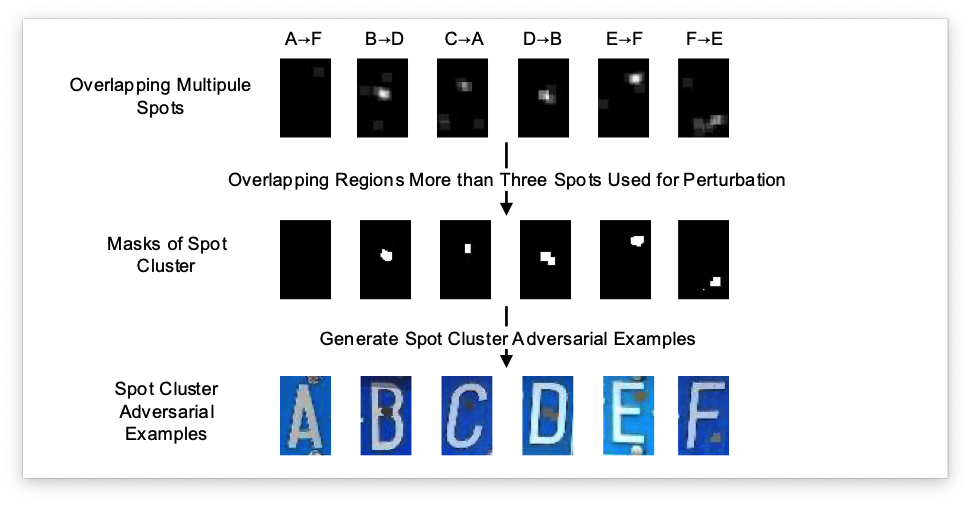 A→F B→D C→A D→B E→F F→E
Overlapping Multipule
Spots
Overlapping Regions More than Three Spots Used for Perturbation
Masks of Spot
Cluster
Generate Spot Cluster Adversarial Examples
Spot Cluster
Adversarial
Examples
A B C D E F